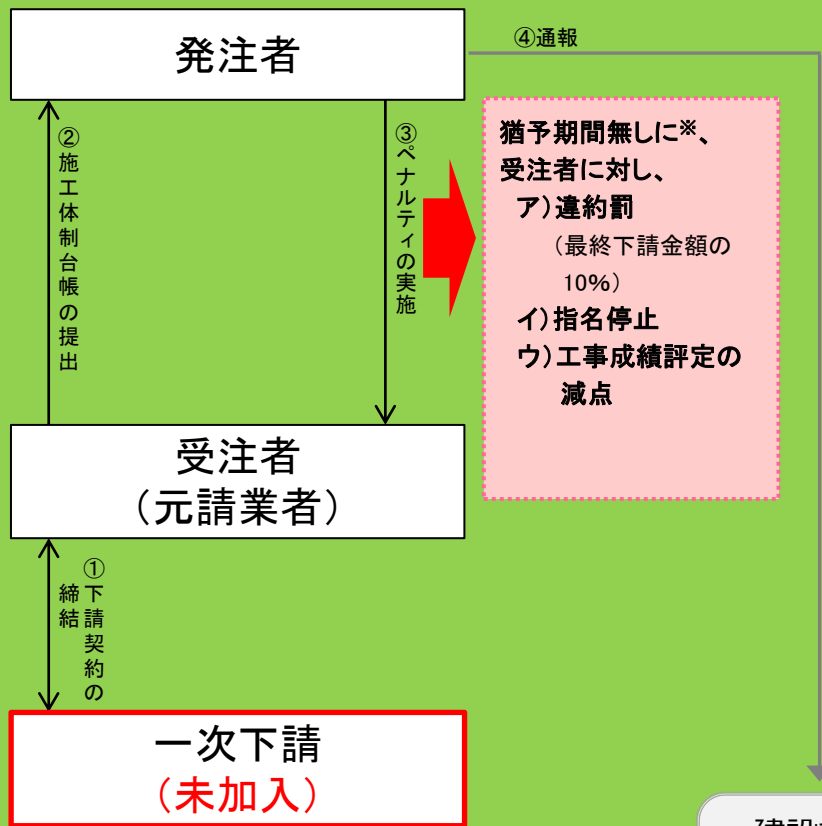 発注者
④通報
②施工体制台帳の提出
③ペナルティの実施
猶予期間無しに※、
受注者に対し、
ア)違約罰
（最終下請金額の
10%）
イ)指名停止
ウ)工事成績評定の
減点
受注者
（元請業者）
①下請契約の
締結
一次下請
（未加入）